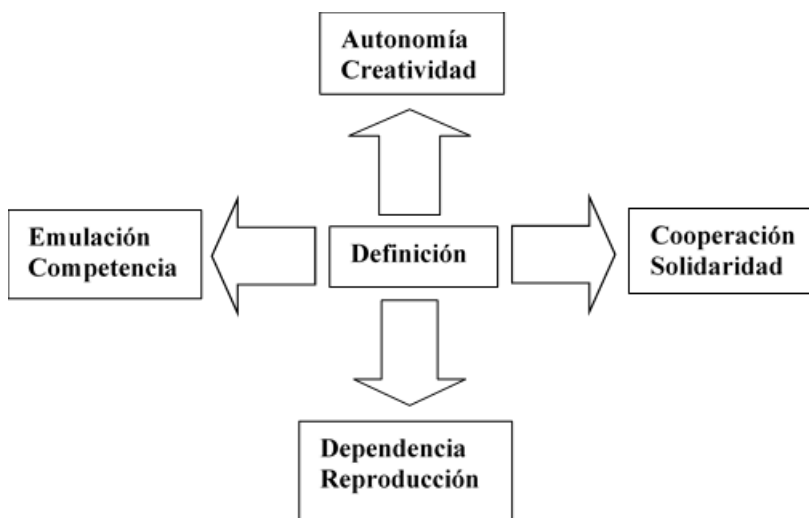 Autonomía
Creatividad
Emulación
Competencia
Definición
Cooperación
Solidaridad
Dependencia
Reproducción